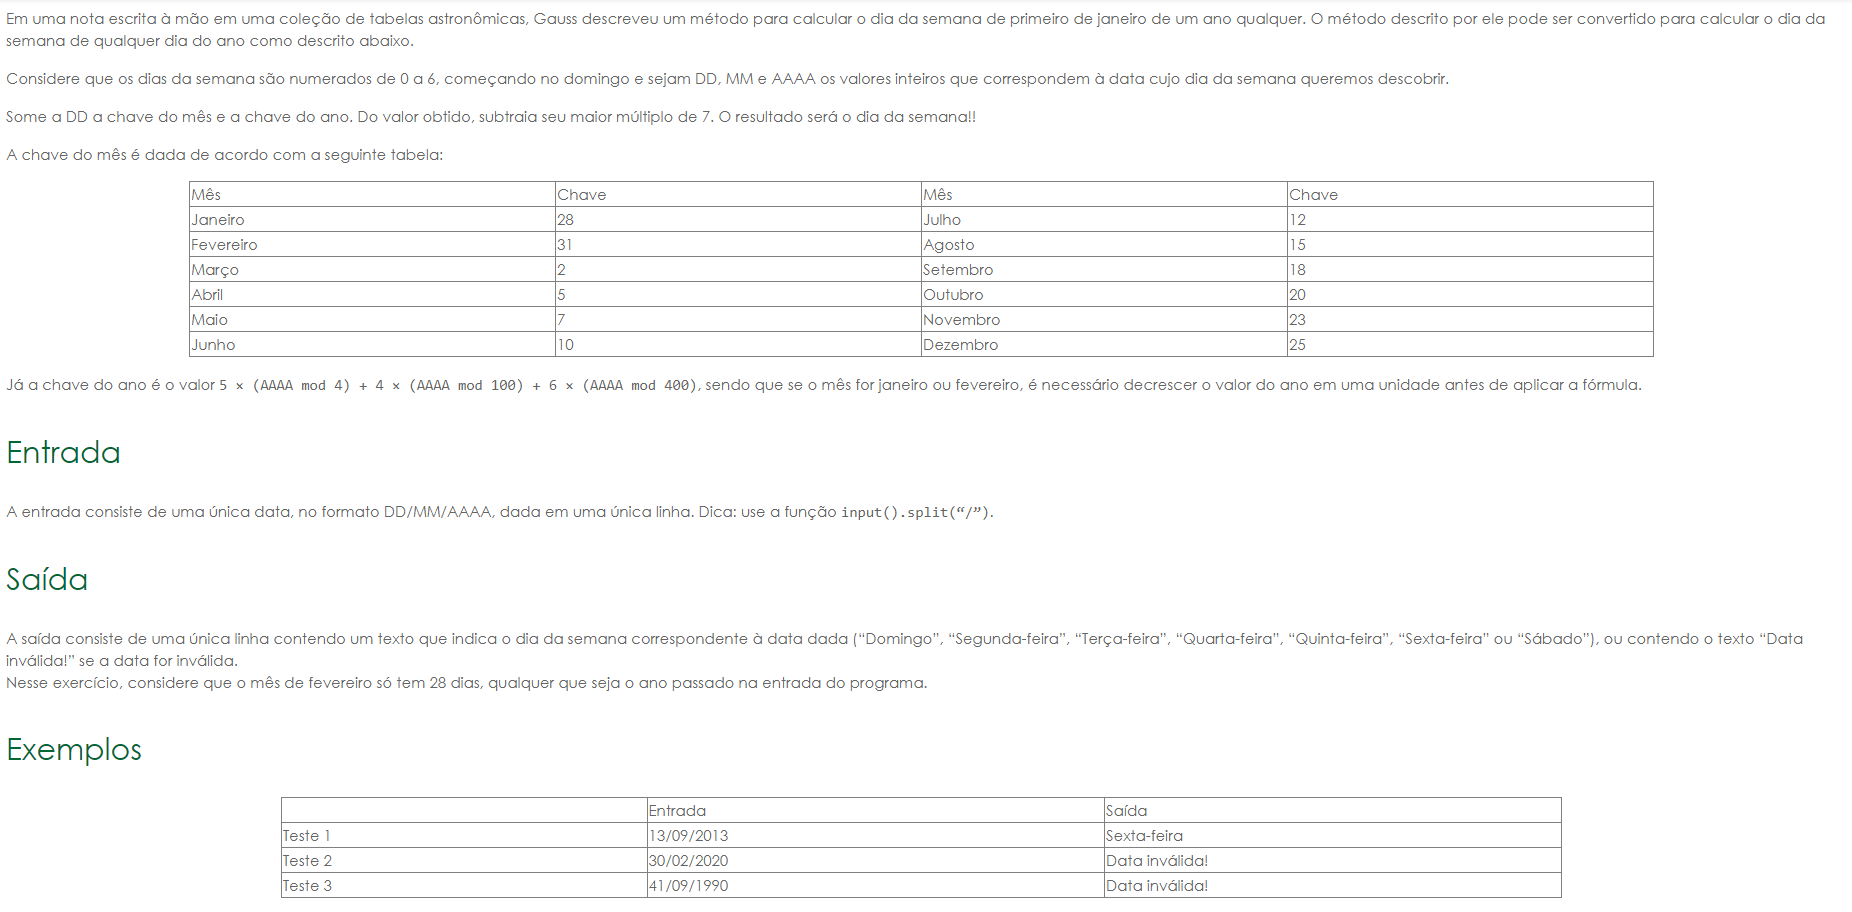 Em uma nota escrita à mão em uma coleção de tabelas astronômicas, Gauss descreveu um método para calcular o dia da semana de primeiro de janeiro de um ano qualquer. O método descrito por ele pode ser convertido para calcular o dia da
semana de qualquer dia do ano como descrito abaixo.
Considere que os dias da semana são numerados de 0 a 6, começando no domingo e sejam DD, MM e AAAA os valores inteiros que correspondem à data cujo dia da semana queremos descobrir.
Some a DD a chave do mês e a chave do ano. Do valor obtido, subtraia seu maior múltiplo de 7. O resultado será o dia da semana!!
A chave do mês é dada de acordo com a seguinte tabela:
Mês Chave Mês Chave
Janeiro 28 Julho 12
Fevereiro 31 Agosto 15
Março 2 Setembro 18
Abril 5 Outubro 20
Maio 7 Novembro 23
Junho 10 Dezembro 25
Já a chave do ano é o valor 5 × (AAAA mod 4) + 4 × (AAAA mod 100) + 6 × (AAAA mod 400), sendo que se o mês for janeiro ou fevereiro, é necessário decrescer o valor do ano em uma unidade antes de aplicar a fórmula.
Entrada
A entrada consiste de uma única data, no formato DD/MM/AAAA, dada em uma única linha. Dica: use a função input().split(“/”).
Saída
A saída consiste de uma única linha contendo um texto que indica o dia da semana correspondente à data dada (“Domingo”, “Segunda-feira”, “Terça-feira”, “Quarta-feira”, “Quinta-feira”, “Sexta-feira” ou “Sábado”), ou contendo o texto “Data
inválida!” se a data for inválida.
Nesse exercício, considere que o mês de fevereiro só tem 28 dias, qualquer que seja o ano passado na entrada do programa.
Exemplos
Entrada Saída
Teste 1 13/09/2013 Sexta-feira
Teste 2 30/02/2020 Data inválida!
Teste 3 41/09/1990 Data inválida!